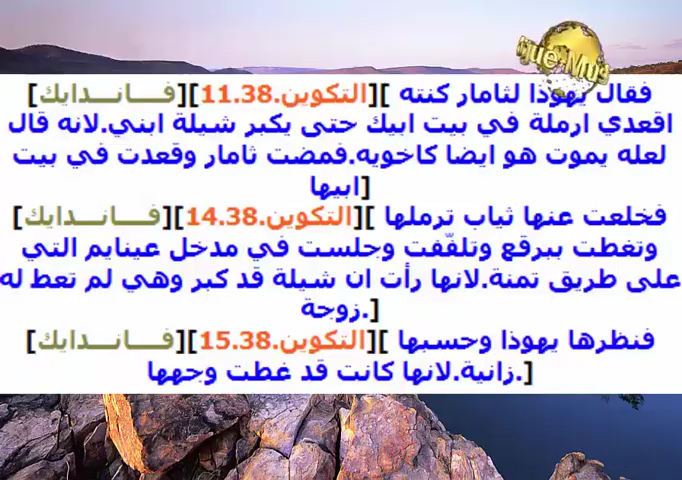 [فـــانـــدايك][التكوين.11.38][ فقال يهوذا لثامار كنته
اقعدي ارملة في بيت ابيك حتى يكبر شيلة ابني.لانه قال
لعله يموت هو ايضا كاخويه.فمضت ثامار وقعدت في بيت
ابيها]
[فـــانـــدايك][التكوين.14.38][ فخلعت عنها ثياب ترملها
وتغطت ببرقع وتلفّفت وجلست في مدخل عينايم التي
على طريق تمنة.لانها رأت ان شيلة قد كبر وهي لم تعط له
زوجة.]
[فـــانـــدايك][التكوين.15.38][ فنظرها يهوذا وحسبها
زانية.لانها كانت قد غطت وجهها.]